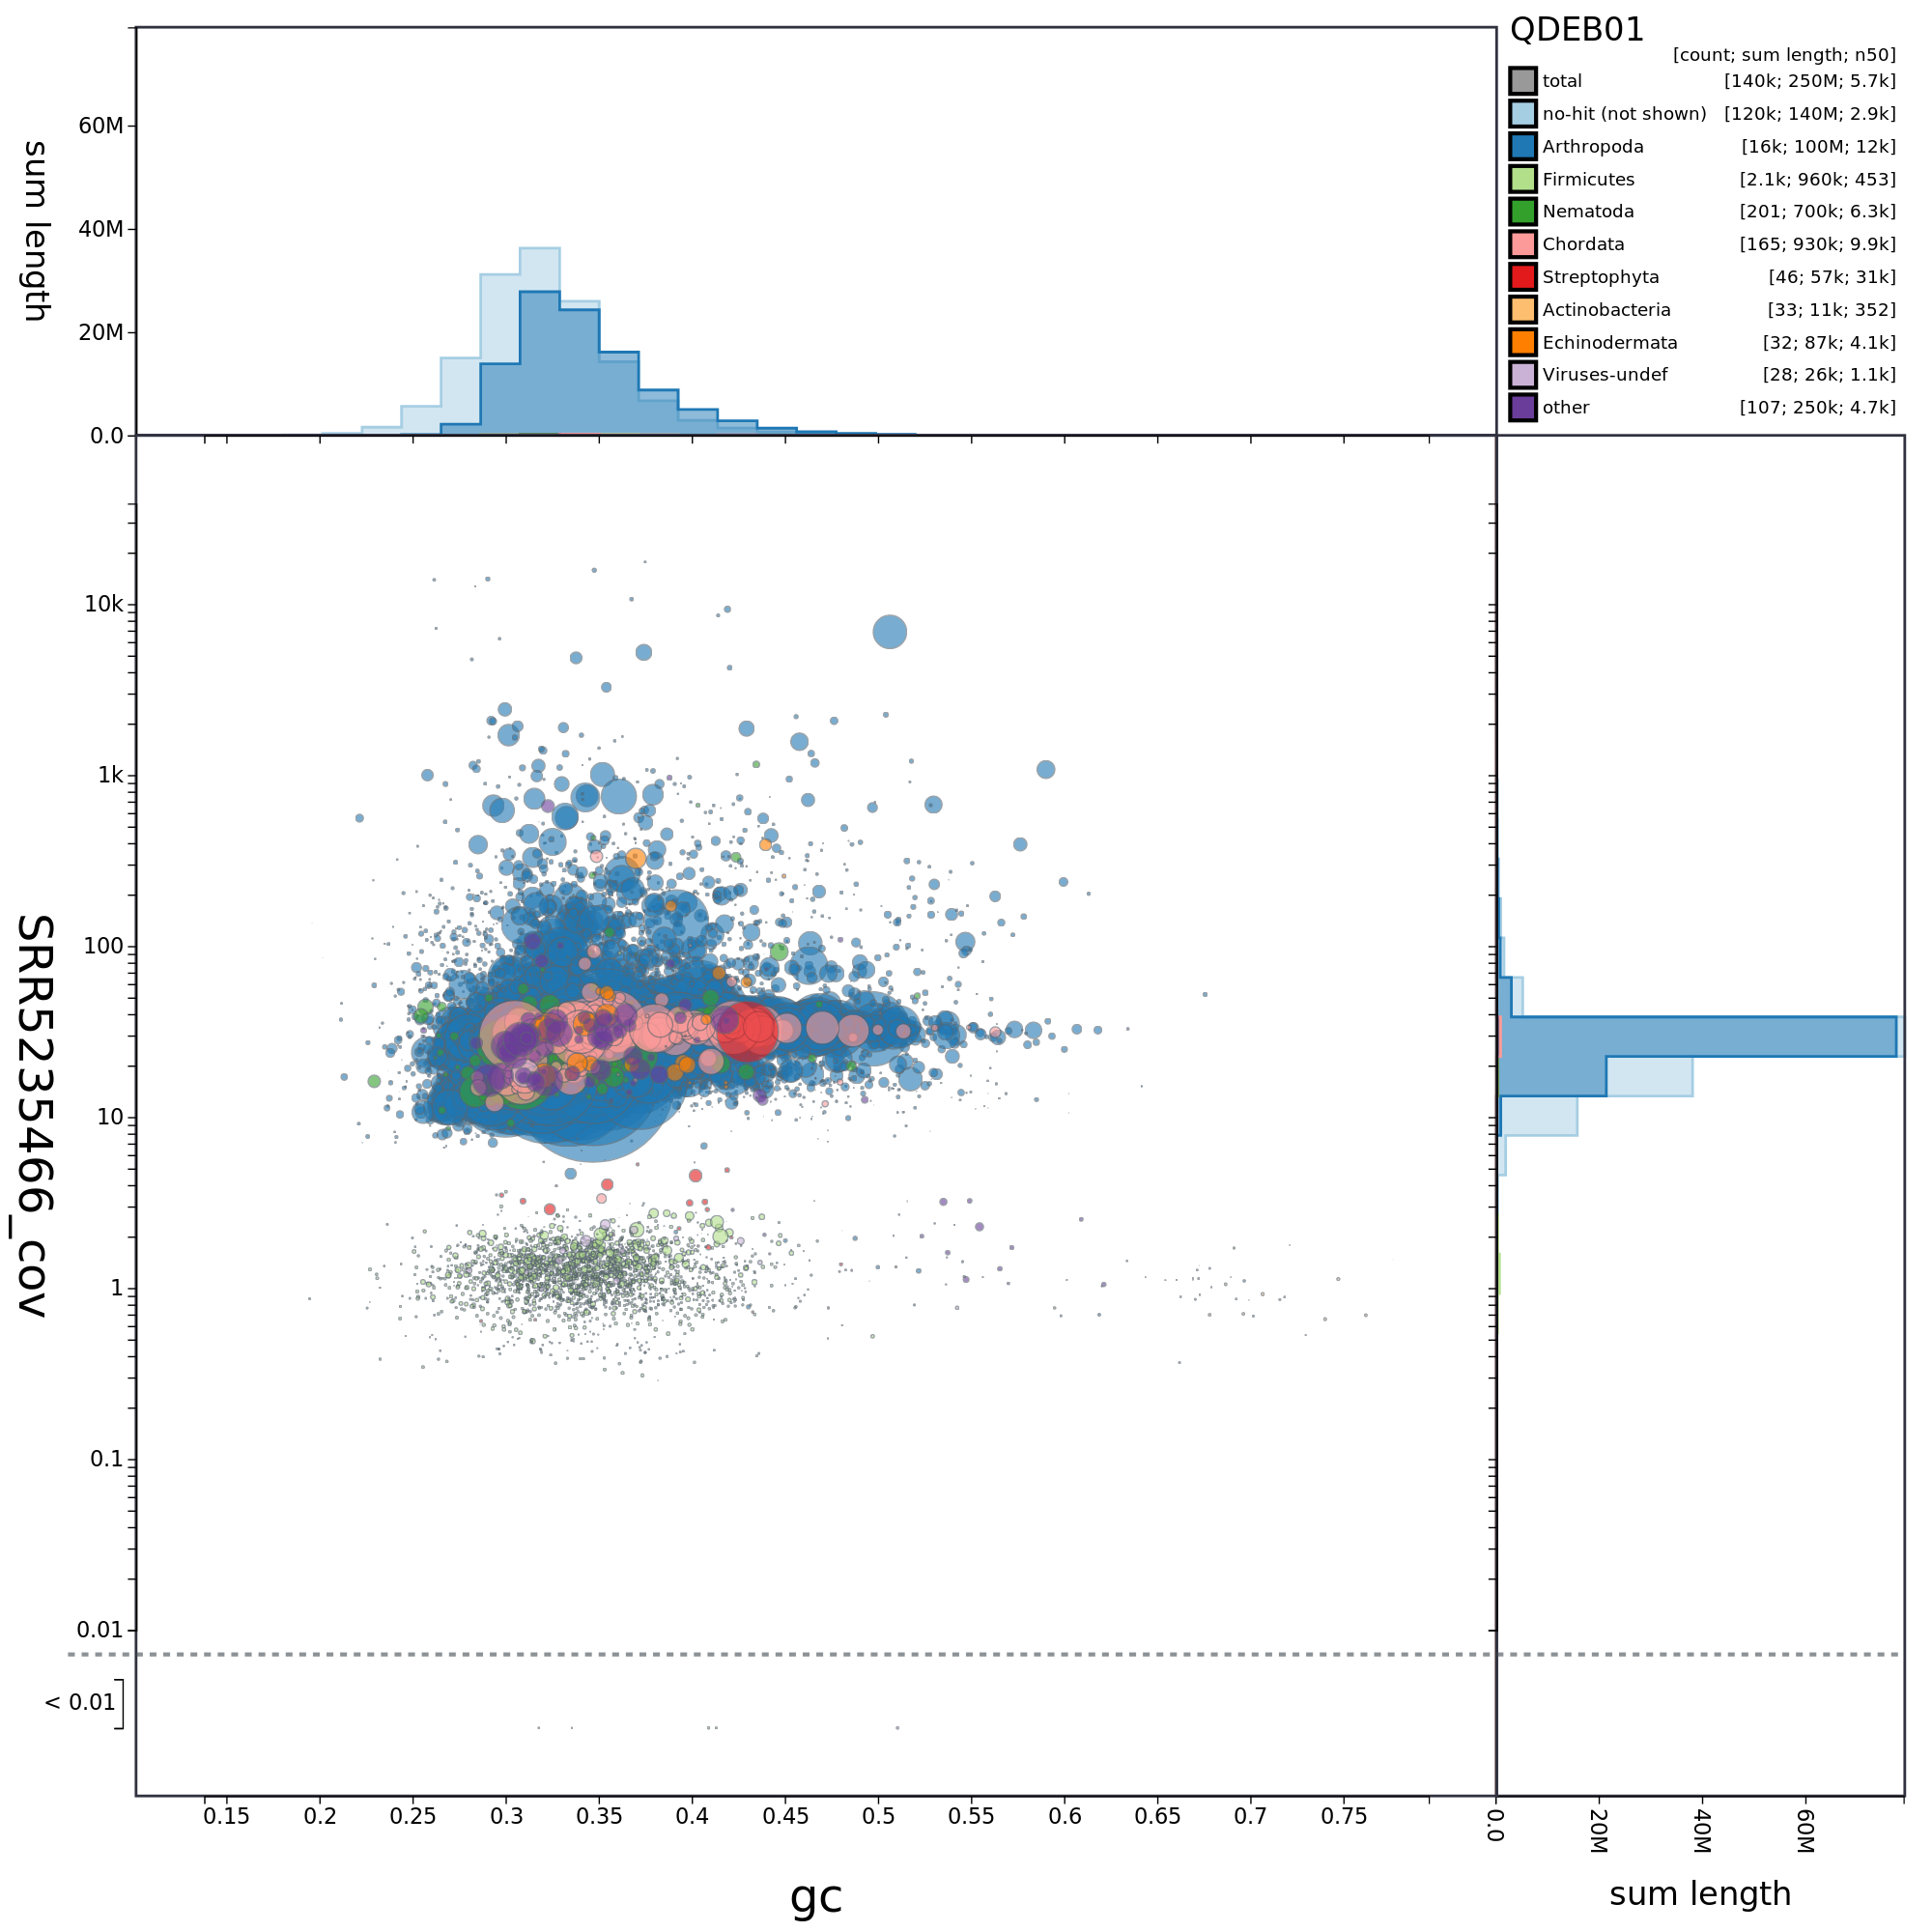 QDEB01
[count; sum length; n50]
total [140k; 250M; 5.7k]
no-hit (not shown) [120k; 140M; 2.9k]
Arthropoda [16k; 100M; 12k]
Firmicutes [2.1k; 960k; 453]
Nematoda [201; 700k; 6.3k]
Chordata [165; 930k; 9.9k]
Streptophyta [46; 57k; 31k]
Actinobacteria [33; 11k; 352]
Echinodermata [32; 87k; 4.1k]
Viruses-undef [28; 26k; 1.1k]
other [107; 250k; 4.7k]
sum length
60M
40M
20M
0.0
SRR5235466_cov
10k
1k
100
10
1
0.1
0.01
< 0.01
0.15 0.2 0.25 0.3 0.35 0.4 0.45 0.5 0.55 0.6 0.65 0.7 0.75
gc
0.0 20M 40M 60M
sum length